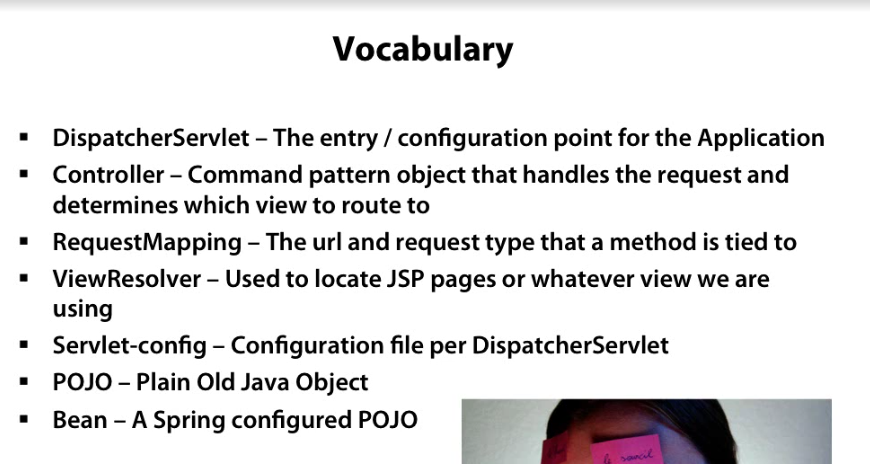 Vocabulary
▪ DispatcherServlet – The entry / configuration point for the Application
▪ Controller – Command pattern object that handles the request and
determines which view to route to
▪ RequestMapping – The url and request type that a method is tied to
▪ ViewResolver – Used to locate JSP pages or whatever view we are
using
▪ Servlet-config – Configuration file per DispatcherServlet
▪ POJO – Plain Old Java Object
▪ Bean – A Spring configured POJO